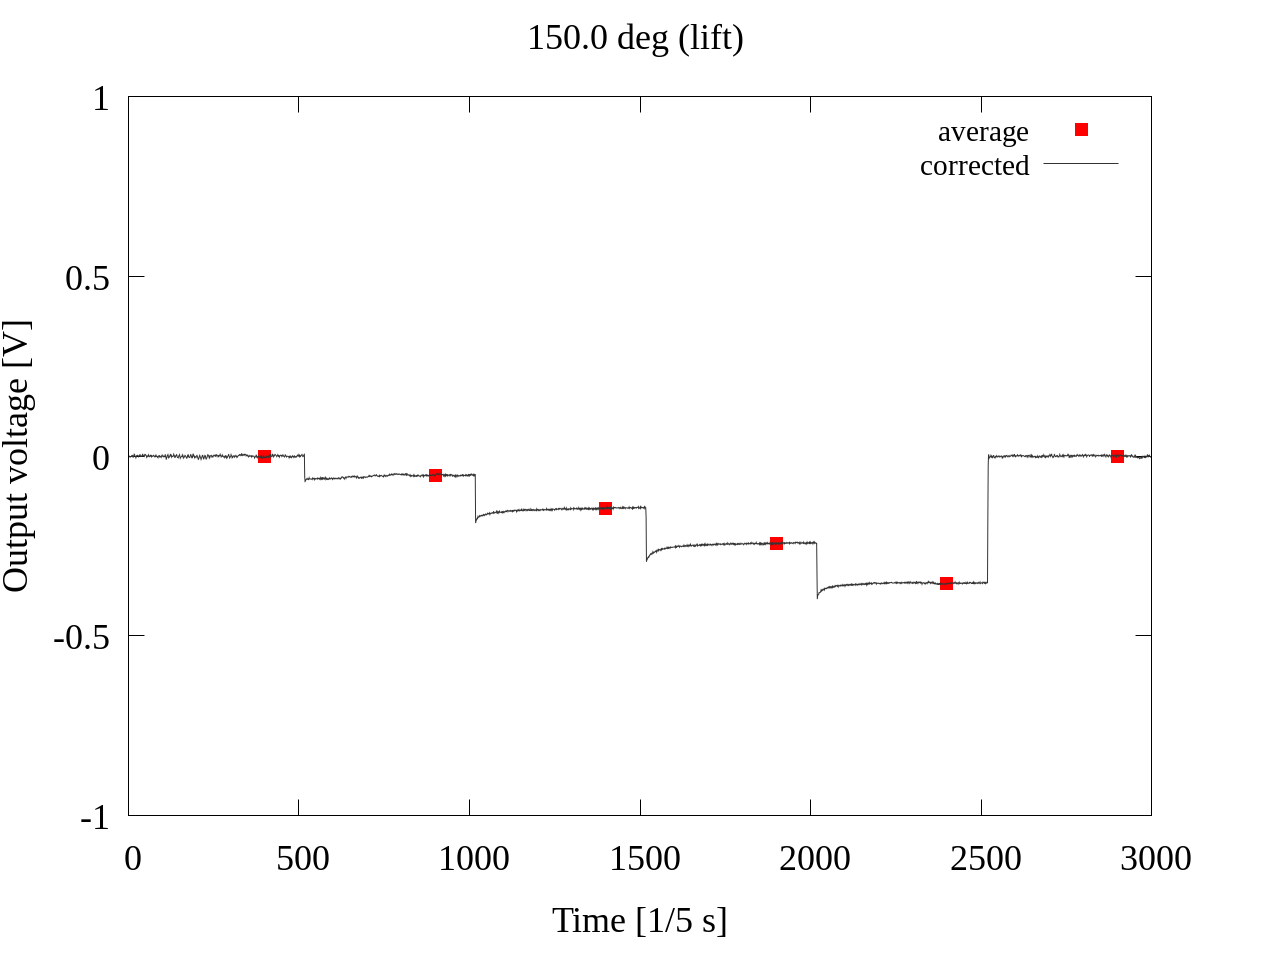 150.0 deg (lift)
average
corrected
1
0.5
0
-0.5
-1
Output voltage [V]
0 500 1000 1500 2000 2500 3000
Time [1/5 s]